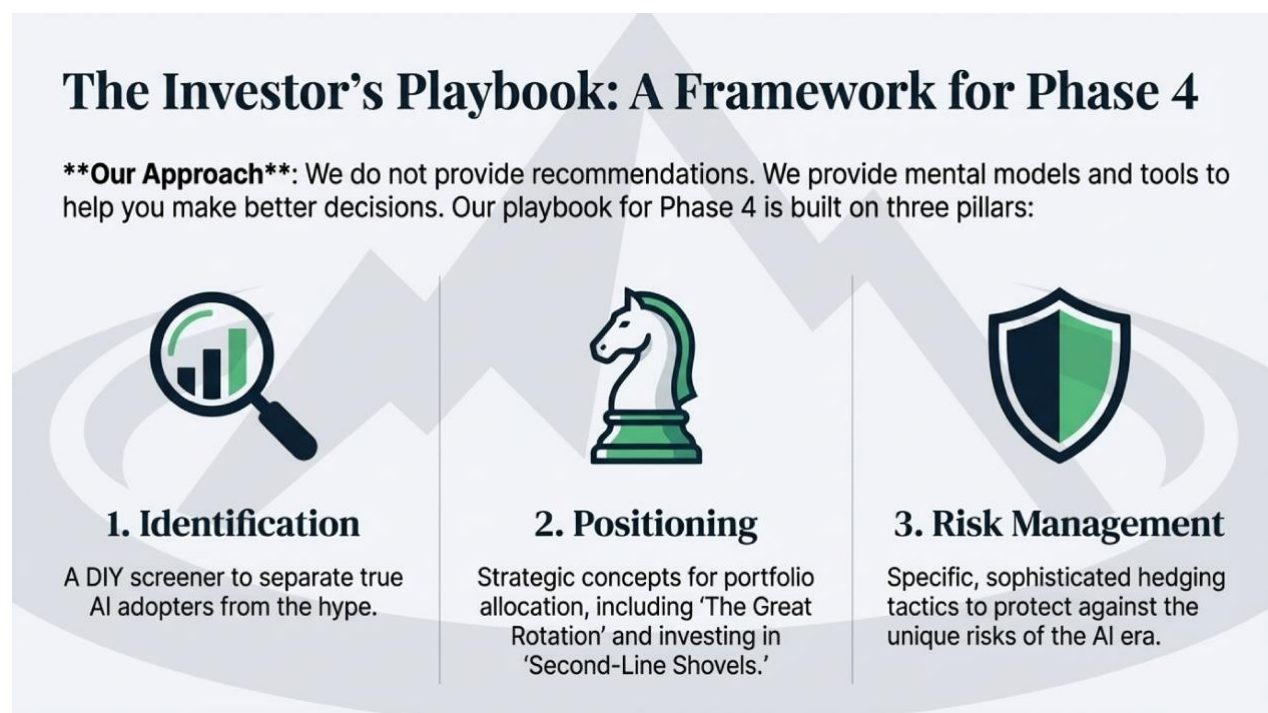 The Investor’s Playbook: A Framework for Phase 4
**Our Approach**: We do not provide recommendations. We provide mental models and tools to
help you make better decisions. Our playbook for Phase 4 is built on three pillars:
1. Identification
A DIY screener to separate true
AI adopters from the hype.
2. Positioning
Strategic concepts for portfolio
allocation, including ‘The Great
Rotation’ and investing in
‘Second-Line Shovels.’
3. Risk Management
Specific, sophisticated hedging
tactics to protect against the
unique risks of the AI era.